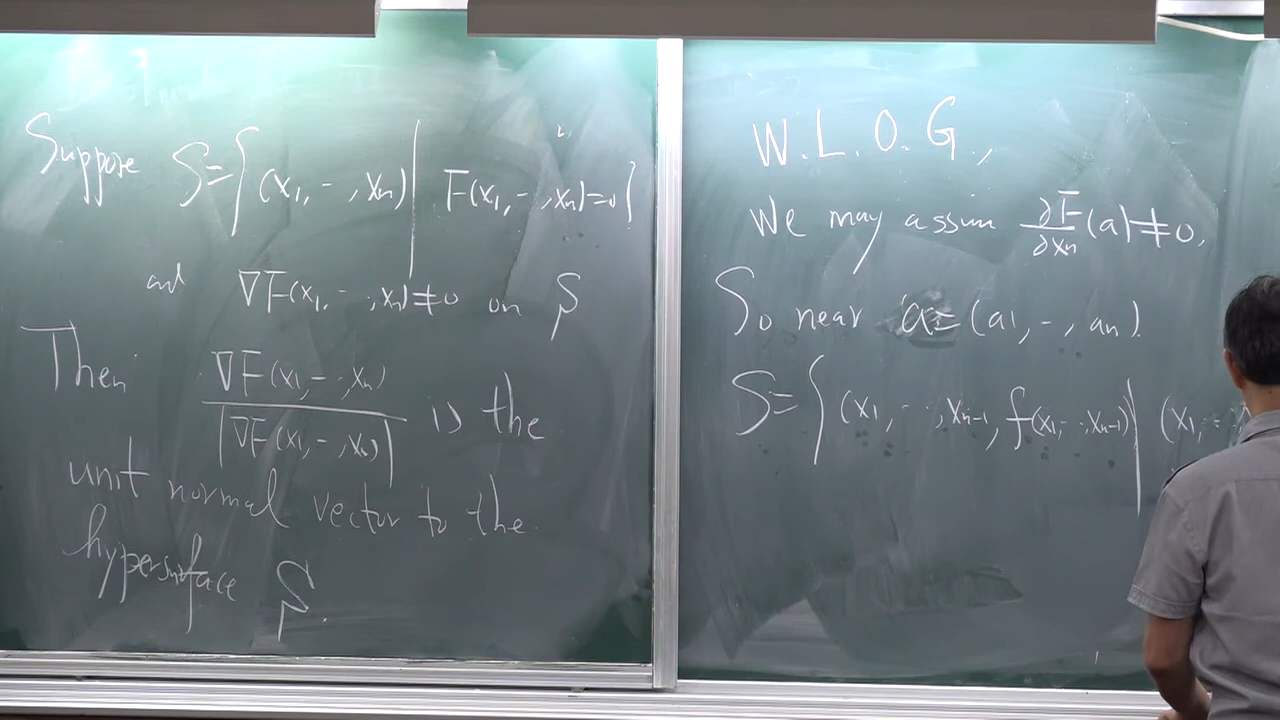 Suppose S={(x₁, -, xₙ) | F(x₁, -, xₙ)=0}
and ∇F(x₁, -, xₙ)≠0 on S
Then ∇F(x₁, -, xₙ) / |∇F(x₁, -, xₙ)| is the
unit normal vector to the
hypersurface S.
W.L.O.G.,
We may assum ∂F/∂xₙ (a)≠0,
So near a=(a1, -, an)
S={(x₁, -, xₙ₋₁, f(x₁, -, xₙ₋₁)| (x₁, -